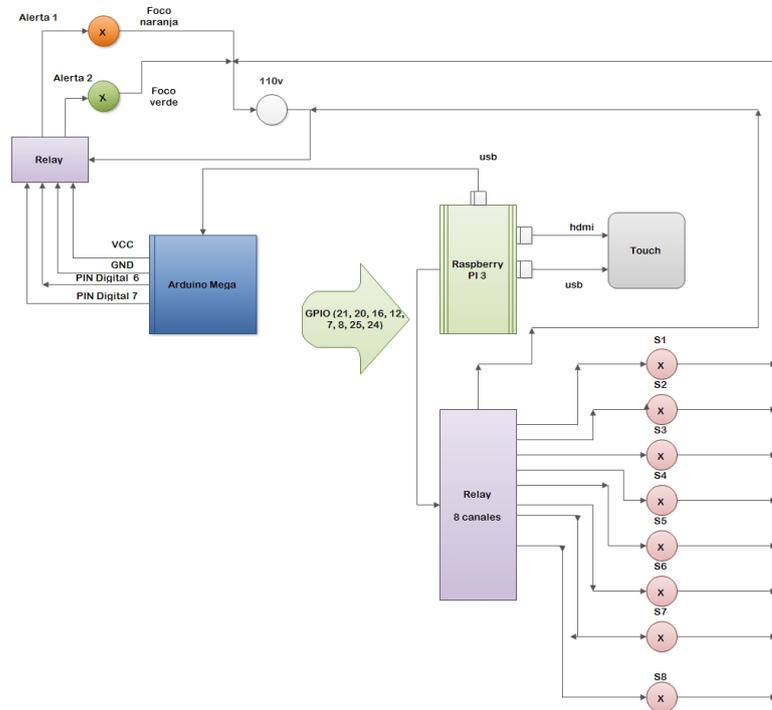 Alerta 1
Foco
naranja
X
Alerta 2
X
Foco
verde
110v
Relay
usb
VCC
GND
PIN Digital 6
PIN Digital 7
Arduino Mega
Raspberry
PI 3
hdmi
usb
Touch
GPIO (21, 20, 16, 12,
7, 8, 25, 24)
Relay
8 canales
S1
X
S2
X
S3
X
S4
X
S5
X
S6
X
S7
X
S8
X